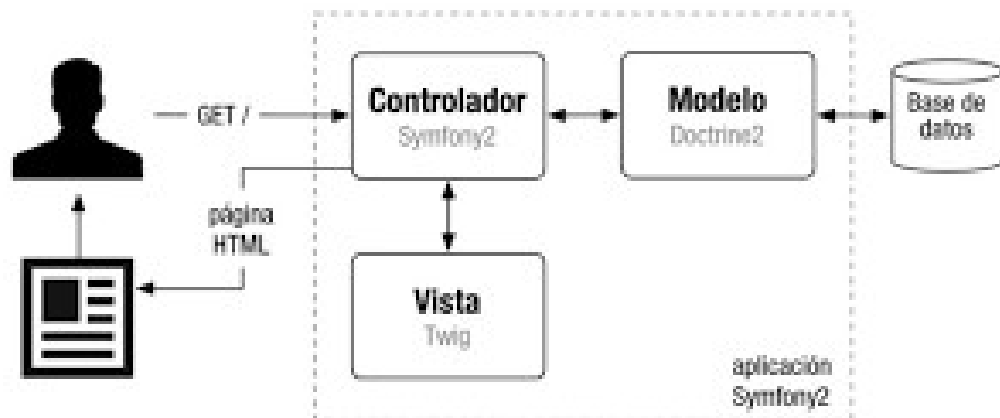 GET /
Controlador
Symfony2
Modelo
Doctrine2
Base de
datos
página
HTML
Vista
Twig
aplicación
Symfony2